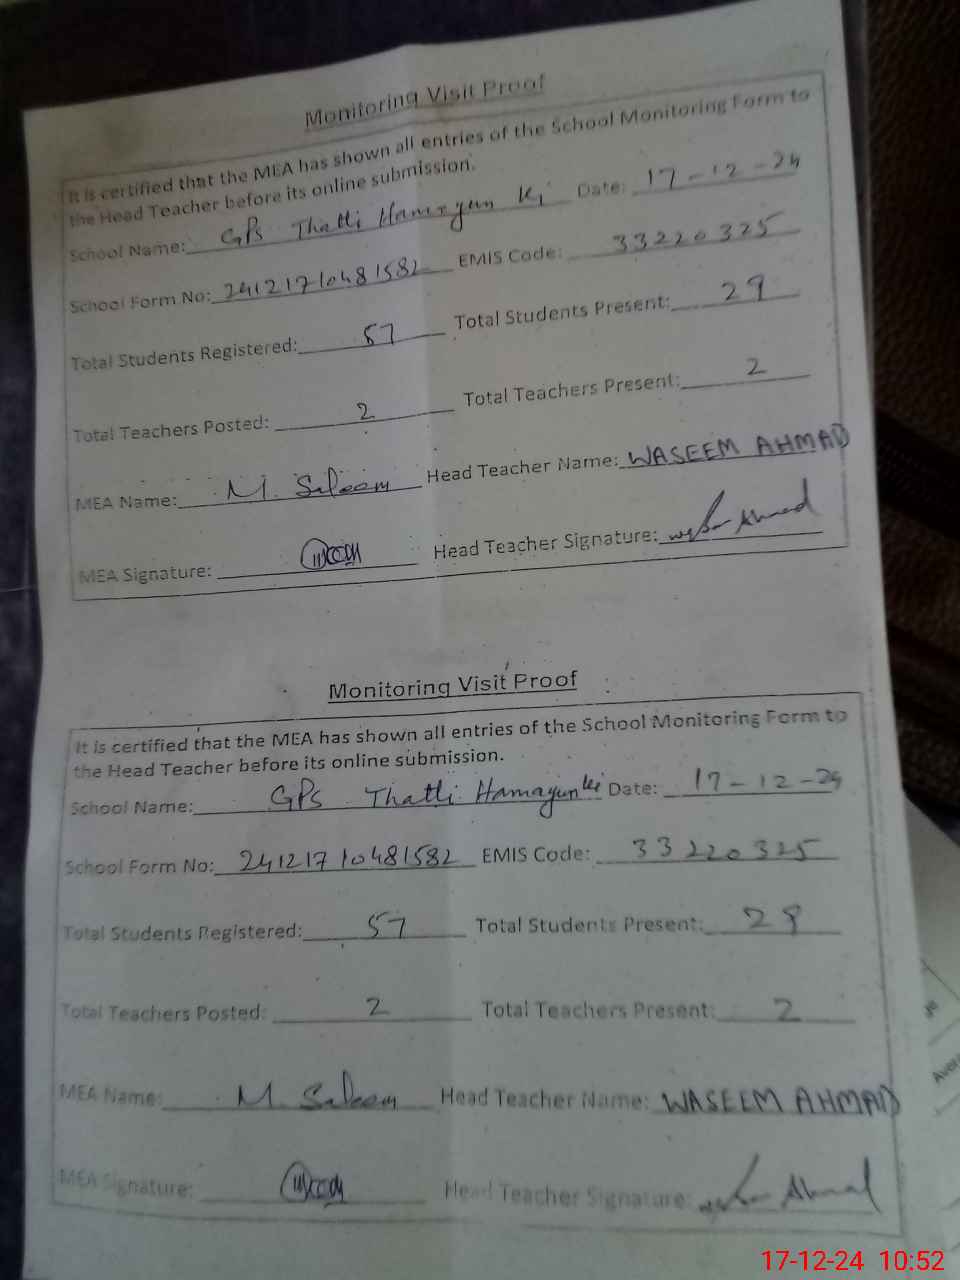 Monitoring Visit Proof
It is certified that the MEA has shown all entries of the School Monitoring Form to
the Head Teacher before its online submission.
School Name: GPS Thatti Hamayun Ki Date: 17-12-24
School Form No: 24121710481582 EMIS Code: 33220325
Total Students Registered: 57 Total Students Present: 29
Total Teachers Posted: 2 Total Teachers Present: 2
MEA Name: M. Saleem Head Teacher Name: WASEEM AHMAD
MEA Signature: Head Teacher Signature: Ahmad
Monitoring Visit Proof
It is certified that the MEA has shown all entries of the School Monitoring Form to
the Head Teacher before its online submission.
School Name: GPS Thatti Hamayun Ki Date: 17-12-24
School Form No: 24121710481582 EMIS Code: 33220325
Total Students Registered: 57 Total Students Present: 29
Total Teachers Posted: 2 Total Teachers Present: 2
MEA Name: M Saleem Head Teacher Name: WASEEM AHMAD
MEA Signature: Head Teacher Signature: Ahmad
17-12-24 10:52